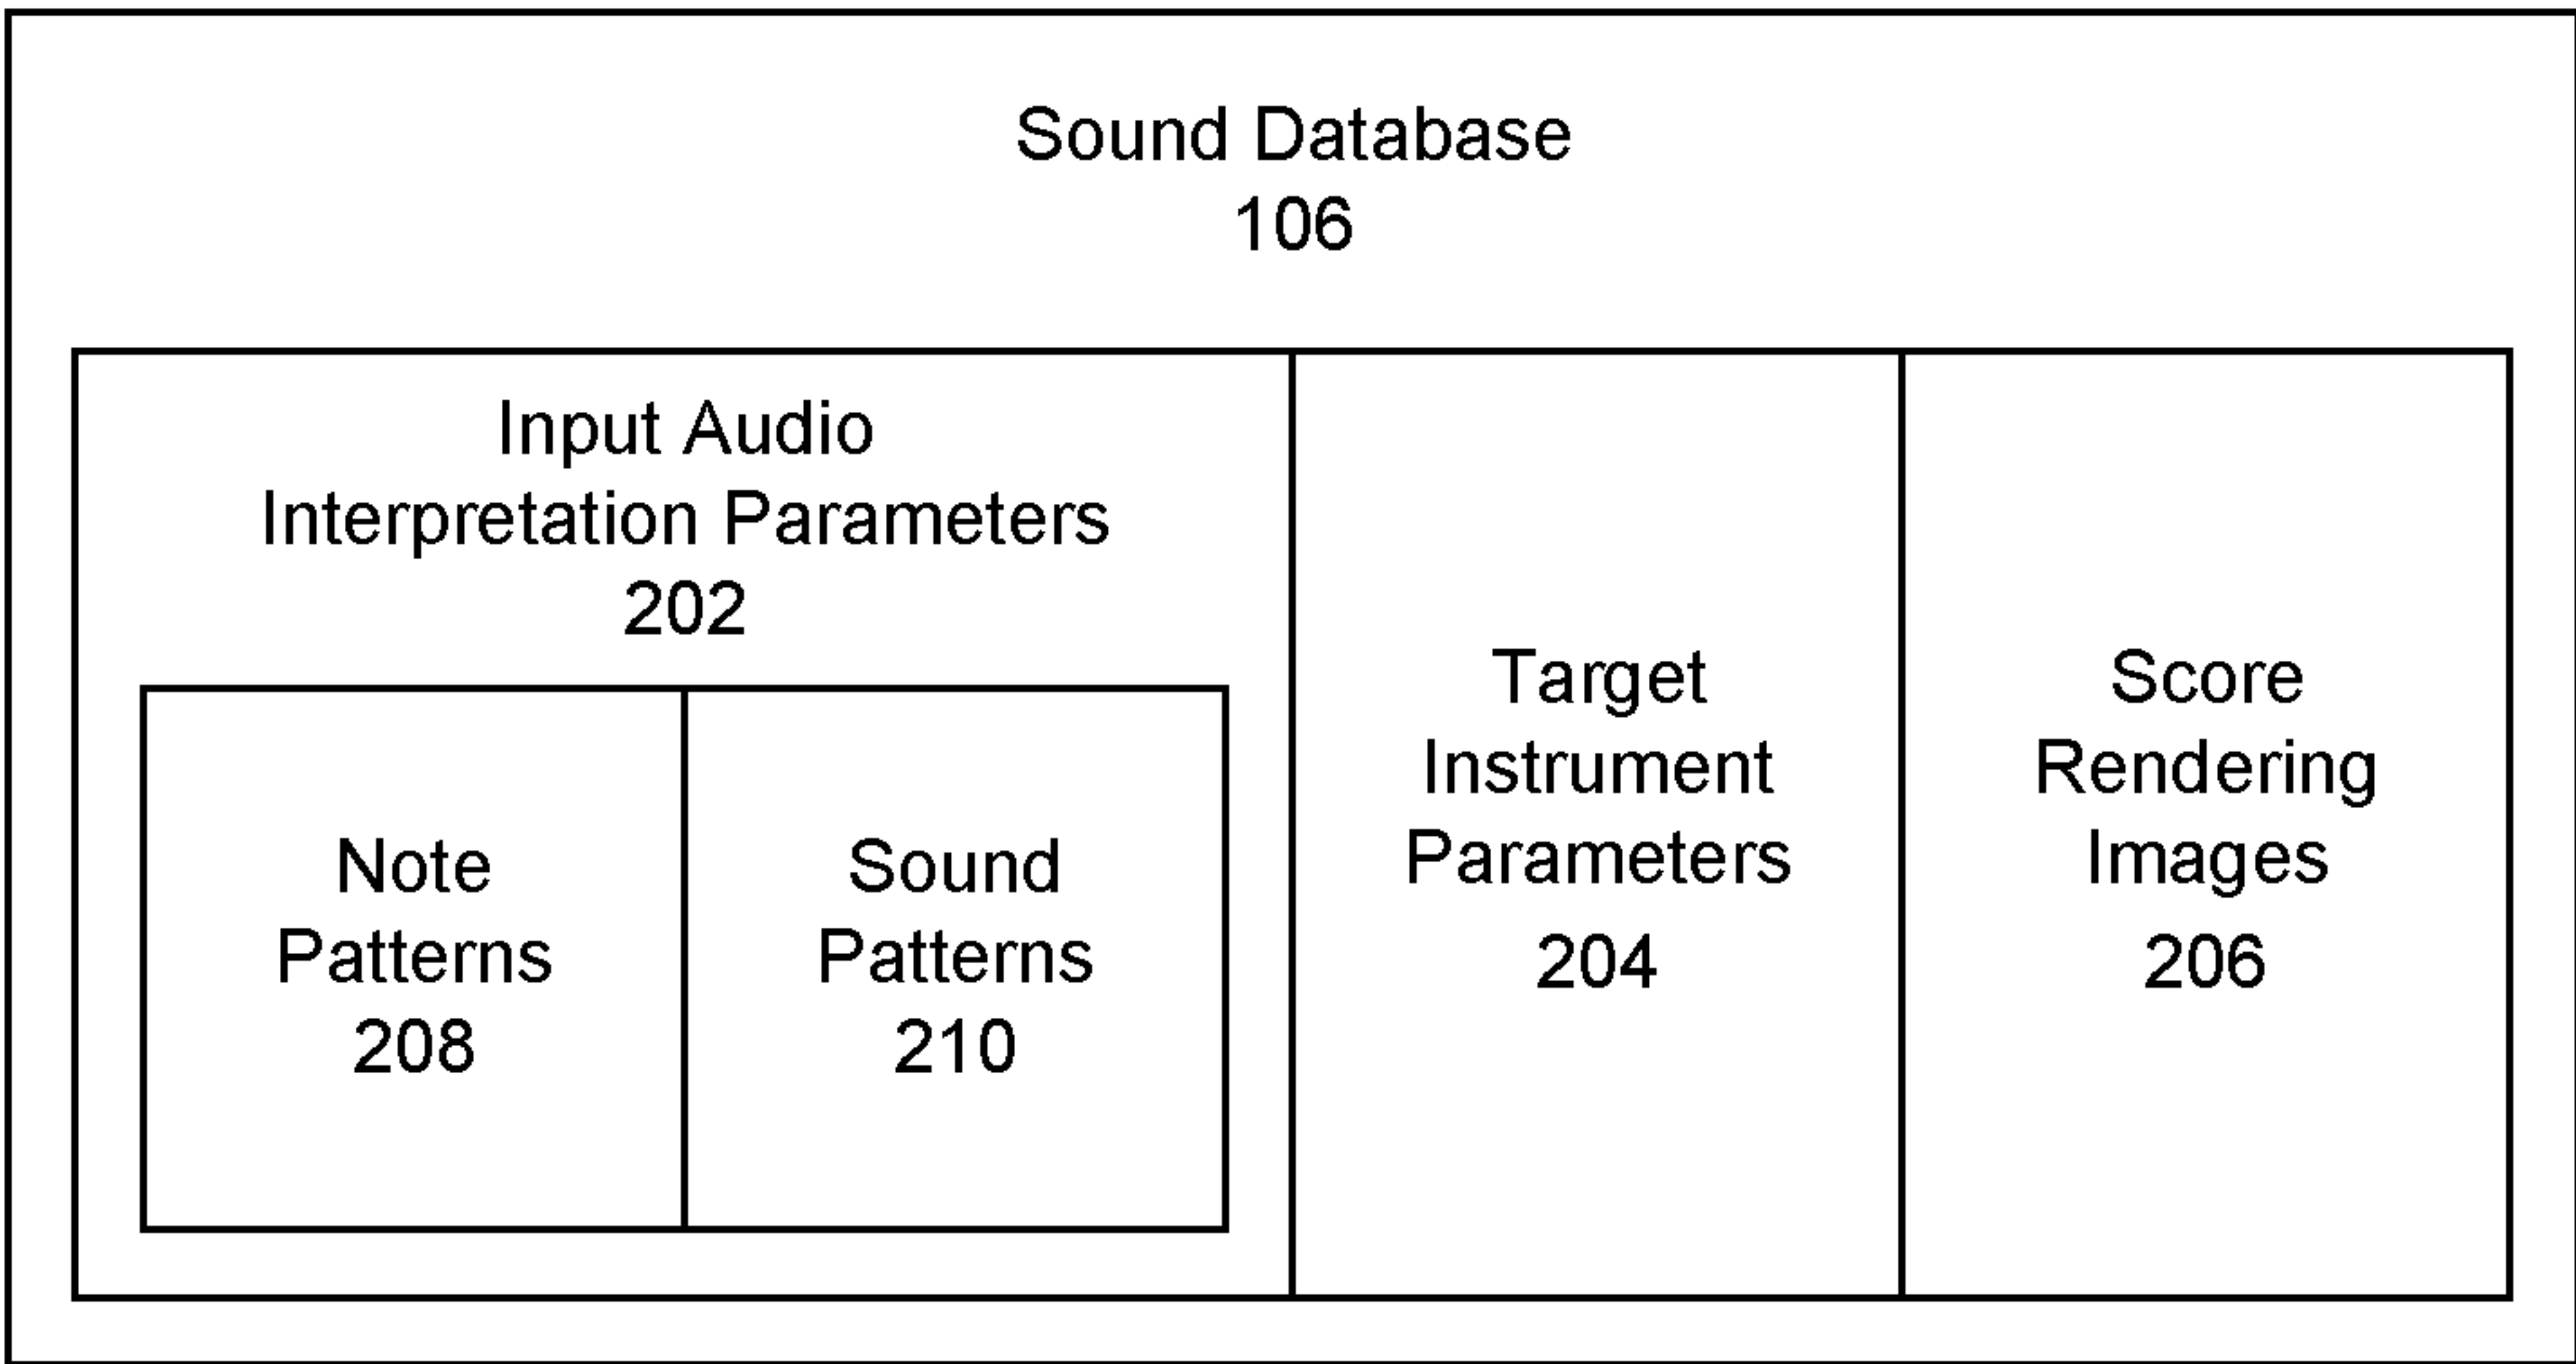 Sound Database
106
Input Audio
Interpretation Parameters
202
Note
Patterns
208
Sound
Patterns
210
Target
Instrument
Parameters
204
Score
Rendering
Images
206